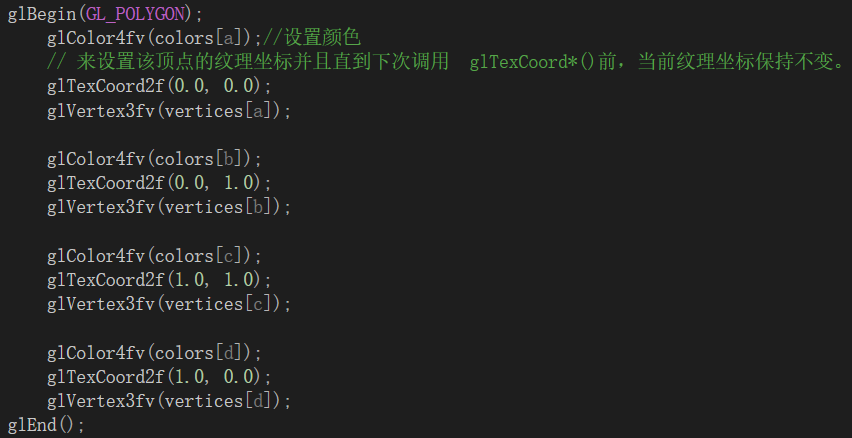 glBegin(GL_POLYGON);
glColor4fv(colors[a]);//设置颜色
// 来设置该顶点的纹理坐标并且直到下次调用 glTexCoord*()前，当前纹理坐标保持不变。
glTexCoord2f(0.0, 0.0);
glVertex3fv(vertices[a]);
glColor4fv(colors[b]);
glTexCoord2f(0.0, 1.0);
glVertex3fv(vertices[b]);
glColor4fv(colors[c]);
glTexCoord2f(1.0, 1.0);
glVertex3fv(vertices[c]);
glColor4fv(colors[d]);
glTexCoord2f(1.0, 0.0);
glVertex3fv(vertices[d]);
glEnd();